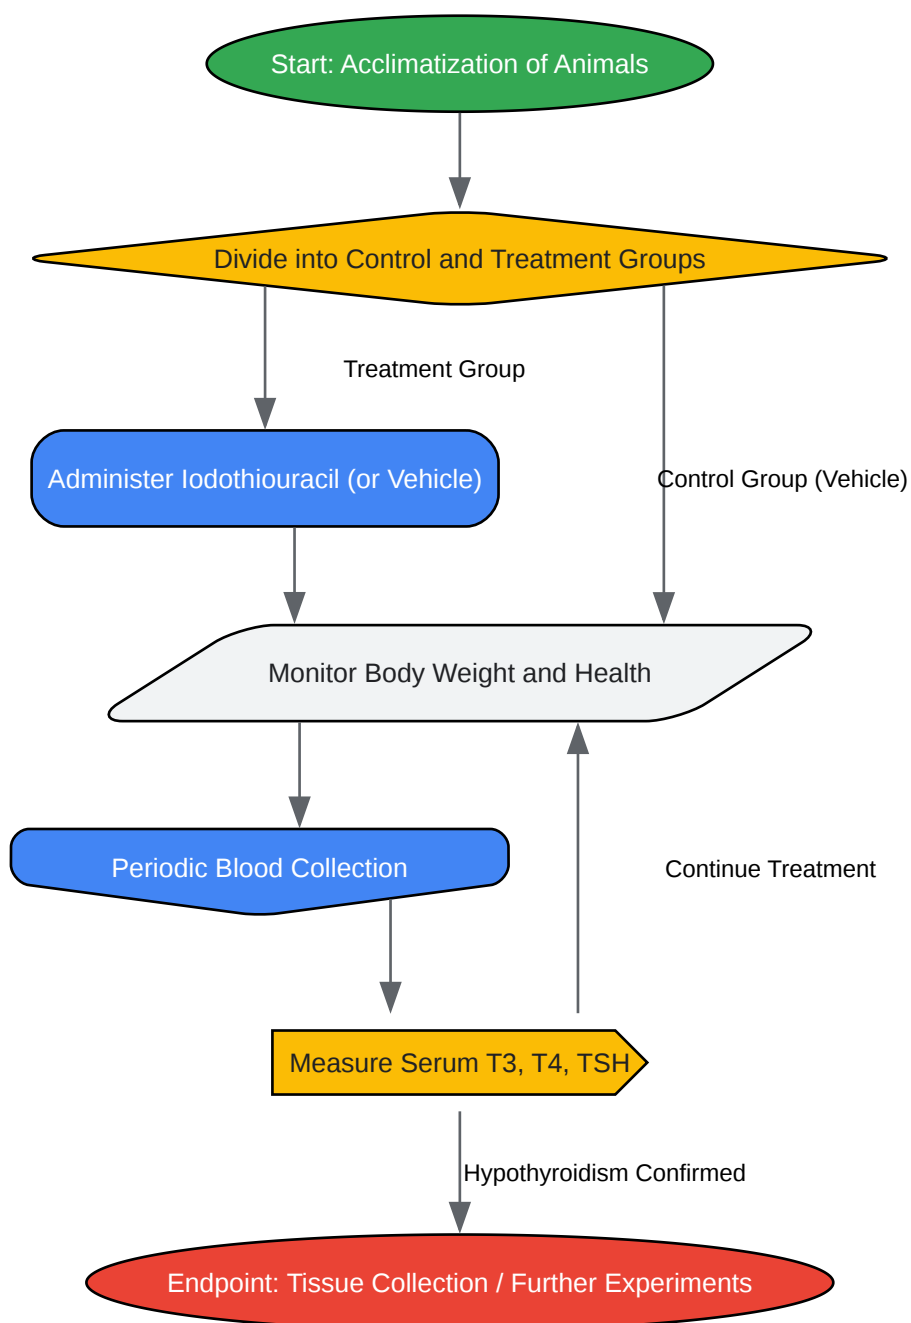 Start: Acclimatization of Animals
Divide into Control and Treatment Groups
Treatment Group
Administer Iodothiouracil (or Vehicle)
Control Group (Vehicle)
Monitor Body Weight and Health
Periodic Blood Collection
Continue Treatment
Measure Serum T3, T4, TSH
Hypothyroidism Confirmed
Endpoint: Tissue Collection / Further Experiments